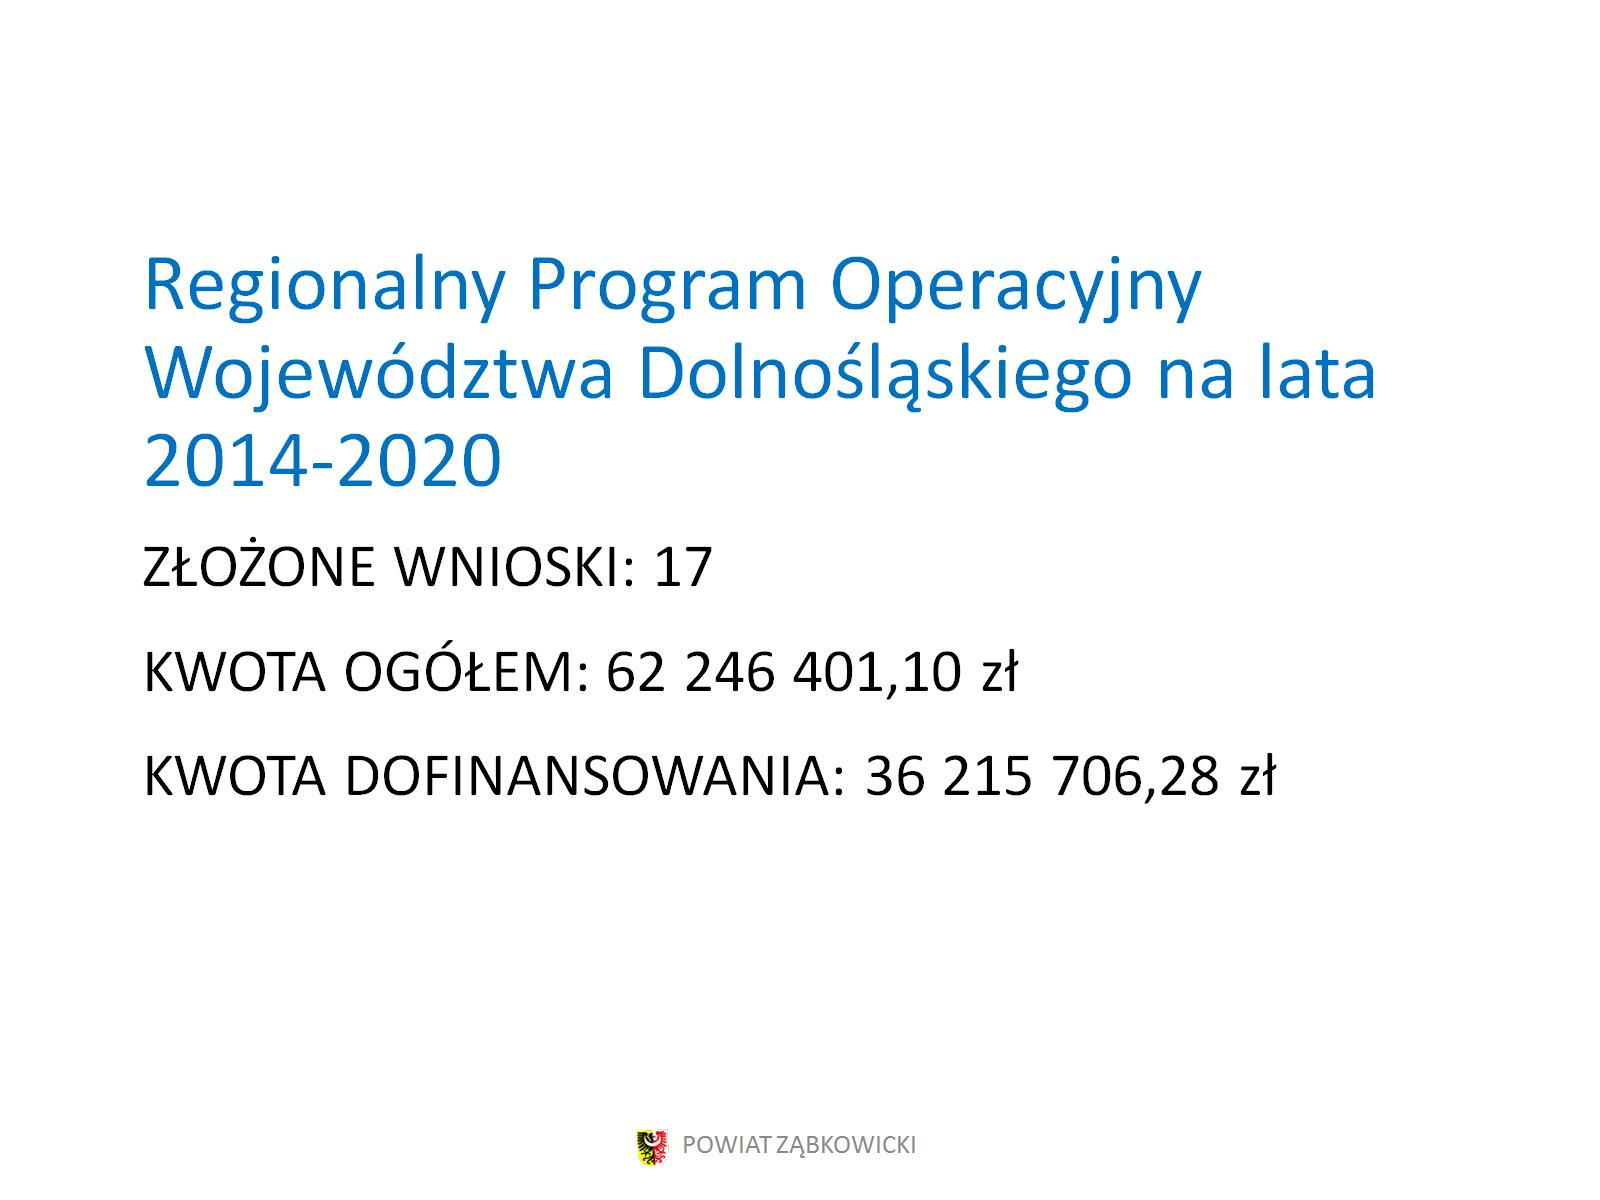 Regionalny Program Operacyjny
Województwa Dolnośląskiego na lata
2014-2020
ZŁOŻONE WNIOSKI: 17
KWOTA OGÓŁEM: 62 246 401,10 zł
KWOTA DOFINANSOWANIA: 36 215 706,28 zł
POWIAT ZĄBKOWICKI